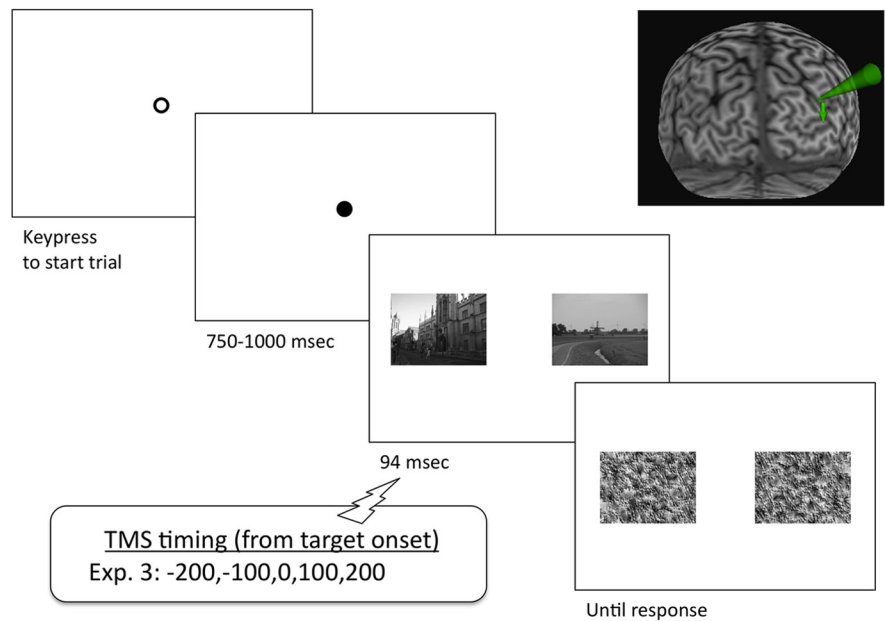 Keypress
to start trial
750-1000 msec
94 msec
TMS timing (from target onset)
Exp. 3: -200,-100,0,100,200
Until response